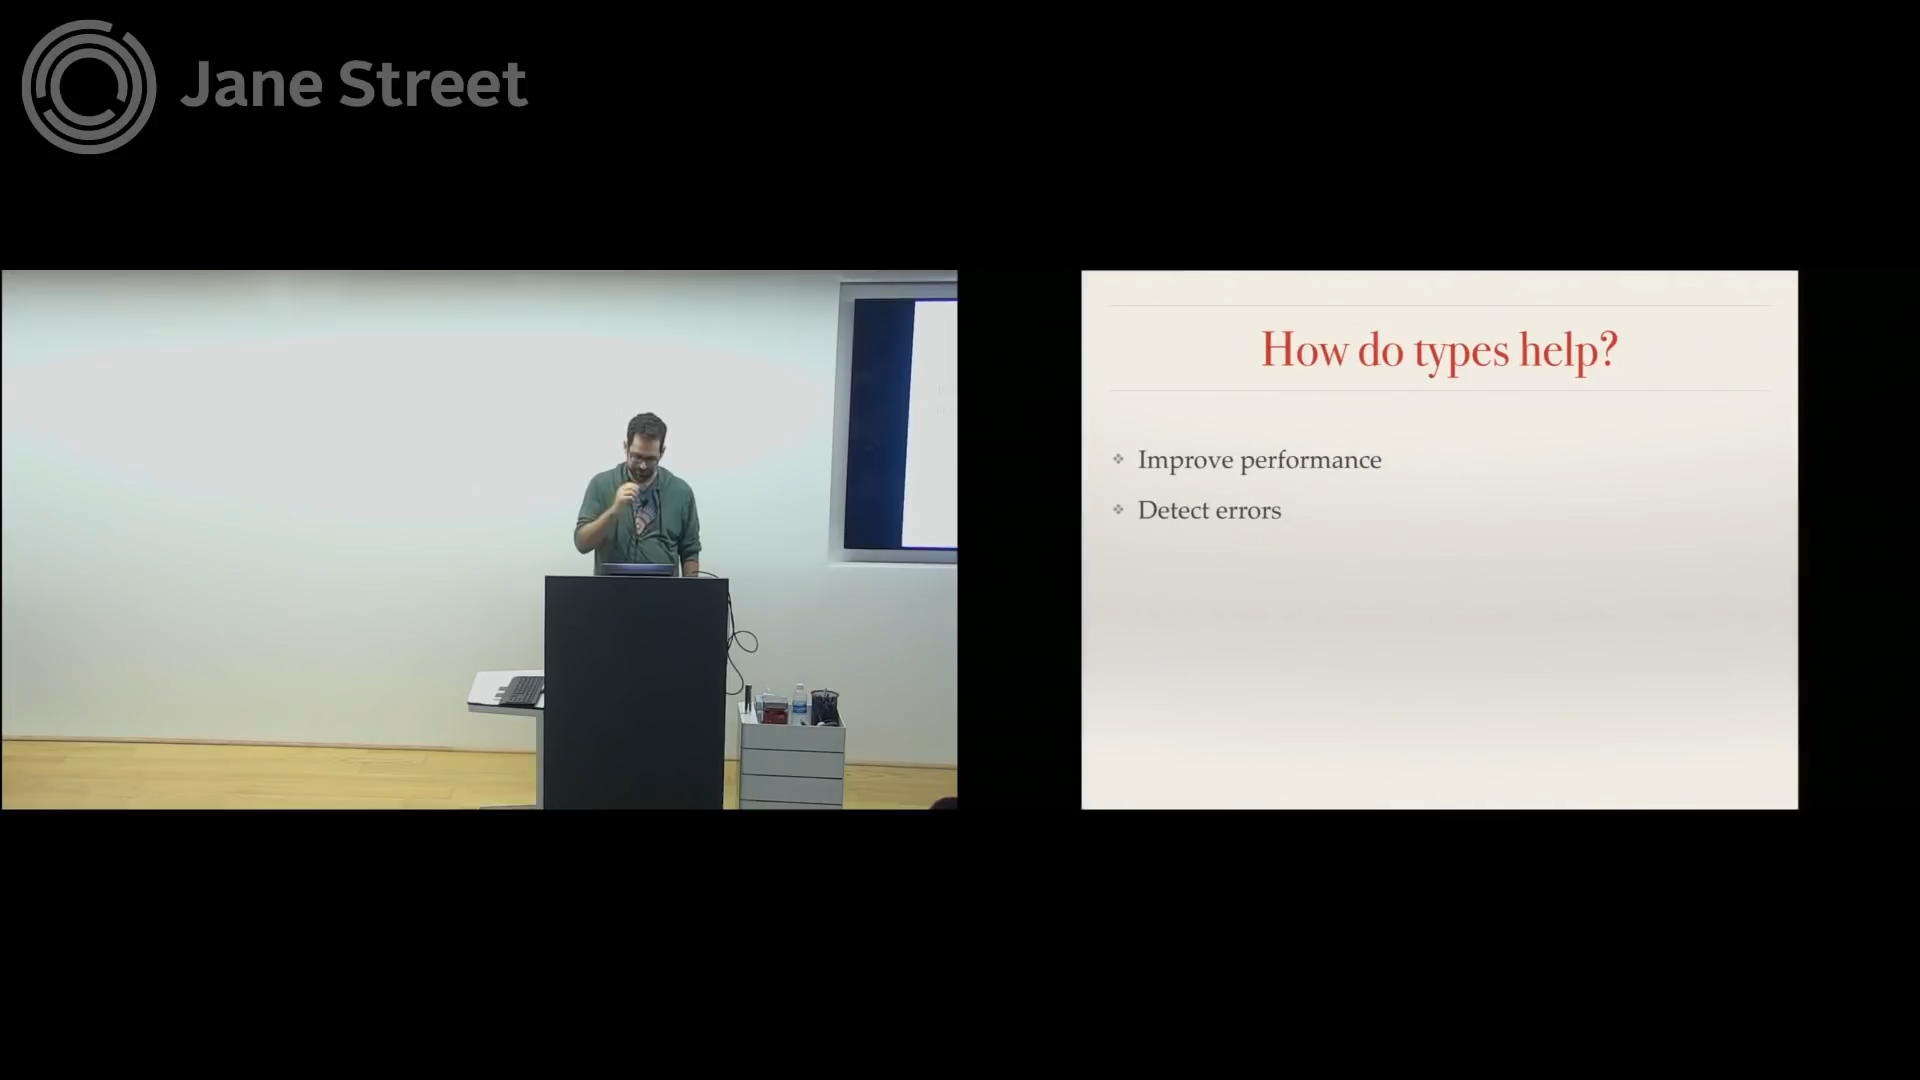 Jane Street
How do types help?
Improve performance
Detect errors